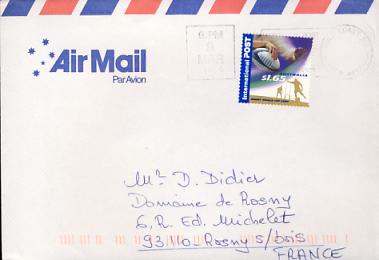 6 PM
8
MAR
International POST
AUSTRALIA
$1.65
Air Mail
Par Avion
Mr D. Didier
Domaine de Rosny
6, R. Ed. Michelet
93110 Rosny s/bois
FRANCE